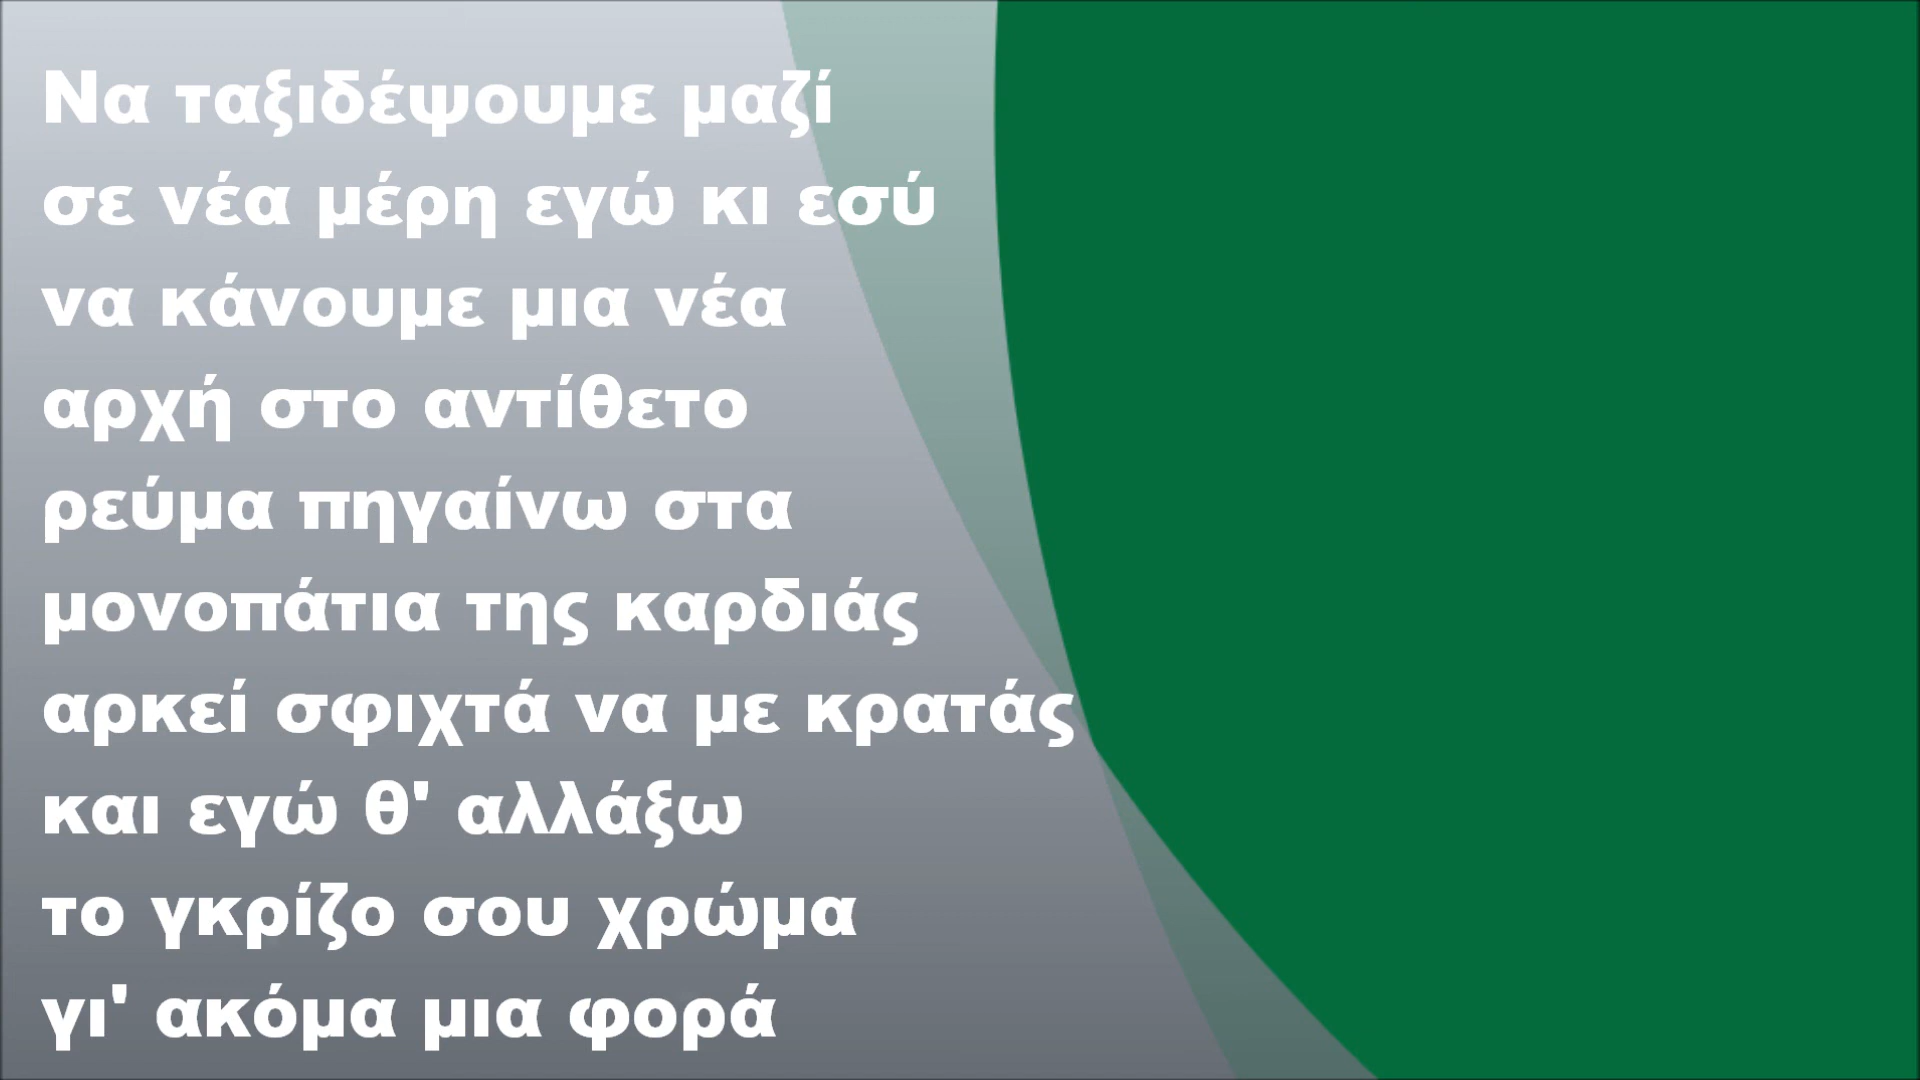 Να ταξιδέψουμε μαζί
σε νέα μέρη εγώ κι εσύ
να κάνουμε μια νέα
αρχή στο αντίθετο
ρεύμα πηγαίνω στα
μονοπάτια της καρδιάς
αρκεί σφιχτά να με κρατάς
και εγώ θ' αλλάξω
το γκρίζο σου χρώμα
γι' ακόμα μια φορά